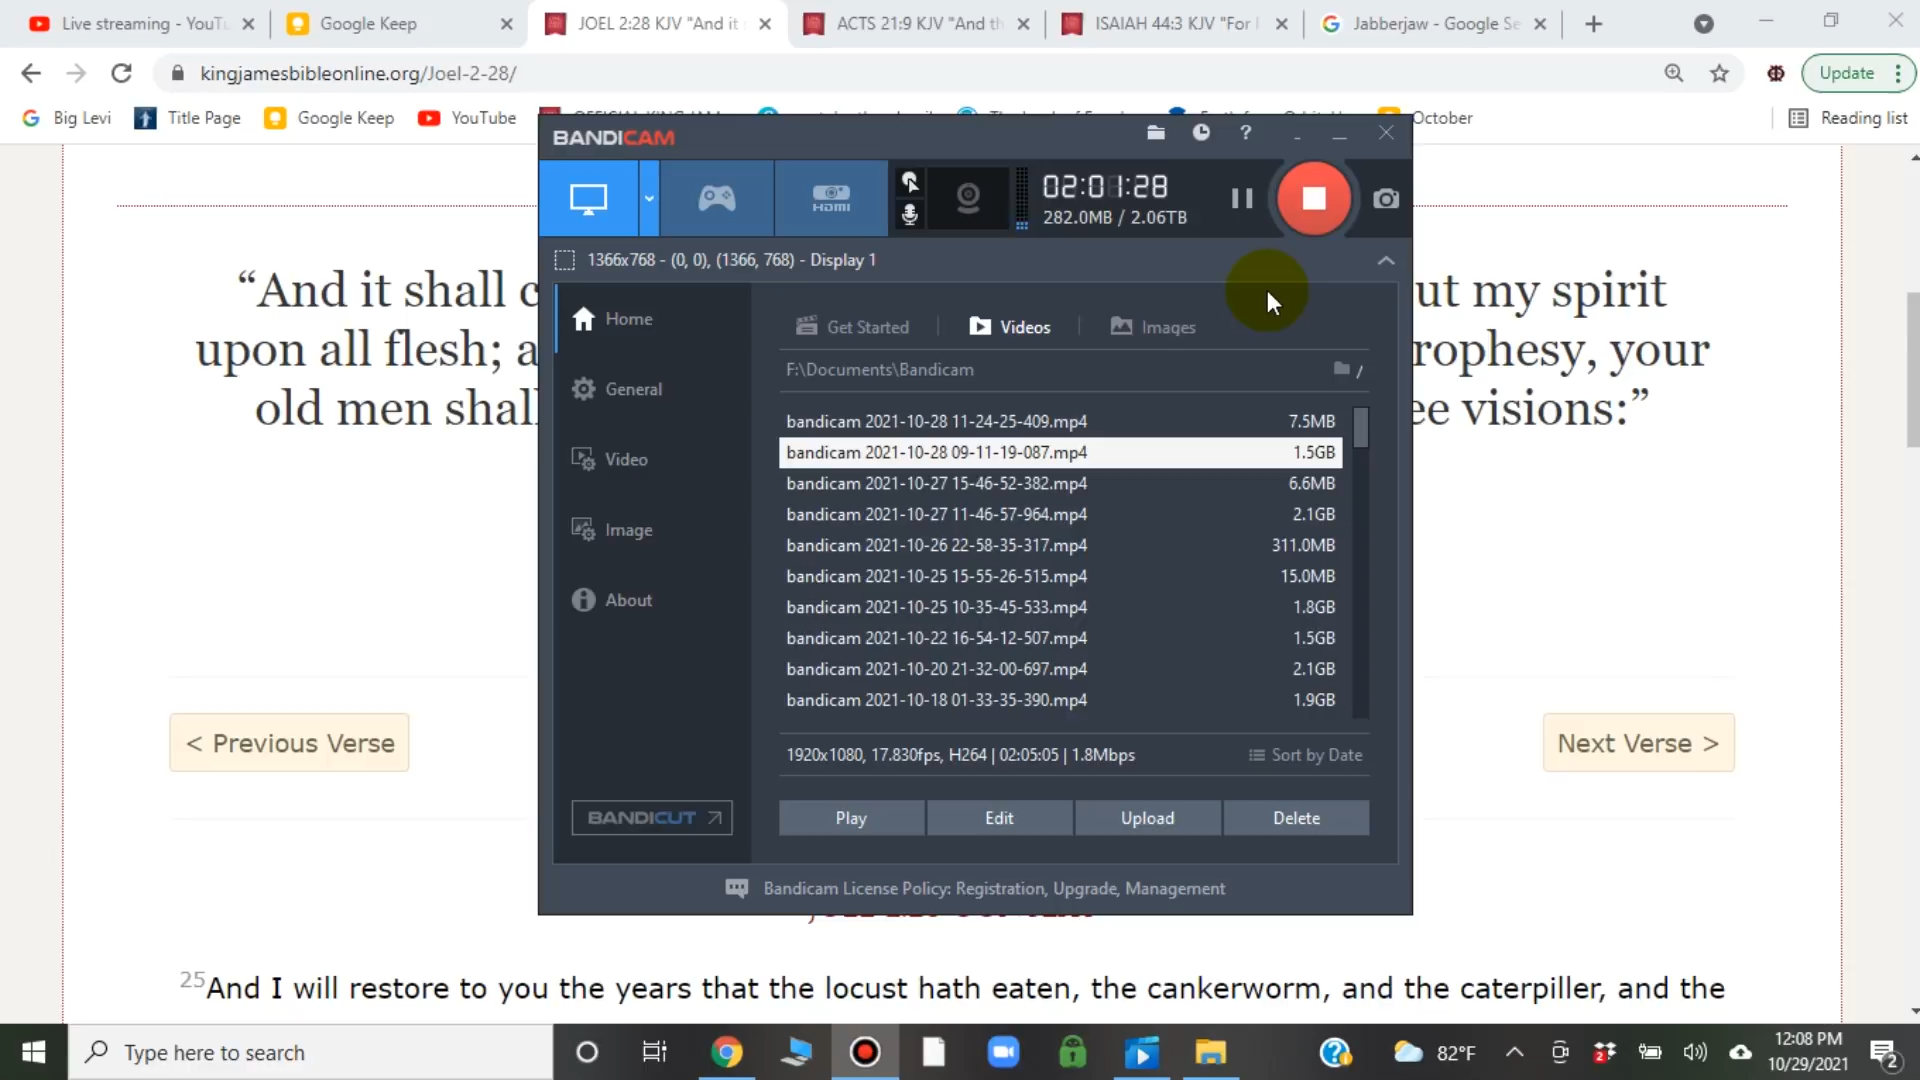 Live streaming - YouTu
Google Keep
JOEL 2:28 KJV "And it s
ACTS 21:9 KJV "And th
ISAIAH 44:3 KJV "For I
Jabberjaw - Google Se
kingjamesbibleonline.org/Joel-2-28/
Update
Big Levi
Title Page
Google Keep
YouTube
October
Reading list
BANDICAM
HDMI
02:01:28
282.0MB / 2.06TB
1366x768 - (0, 0), (1366, 768) - Display 1
Home
General
Video
Image
About
BANDICUT
Get Started
Videos
Images
F:\Documents\Bandicam
bandicam 2021-10-28 11-24-25-409.mp4 7.5MB
bandicam 2021-10-28 09-11-19-087.mp4 1.5GB
bandicam 2021-10-27 15-46-52-382.mp4 6.6MB
bandicam 2021-10-27 11-46-57-964.mp4 2.1GB
bandicam 2021-10-26 22-58-35-317.mp4 311.0MB
bandicam 2021-10-25 15-55-26-515.mp4 15.0MB
bandicam 2021-10-25 10-35-45-533.mp4 1.8GB
bandicam 2021-10-22 16-54-12-507.mp4 1.5GB
bandicam 2021-10-20 21-32-00-697.mp4 2.1GB
bandicam 2021-10-18 01-33-35-390.mp4 1.9GB
1920x1080, 17.830fps, H264 | 02:05:05 | 1.8Mbps
Sort by Date
Play
Edit
Upload
Delete
Bandicam License Policy: Registration, Upgrade, Management
“And it shall c ut my spirit
upon all flesh; a rophesy, your
old men shal ee visions:”
< Previous Verse
Next Verse >
25And I will restore to you the years that the locust hath eaten, the cankerworm, and the caterpiller, and the
Type here to search
82°F
12:08 PM
10/29/2021
2